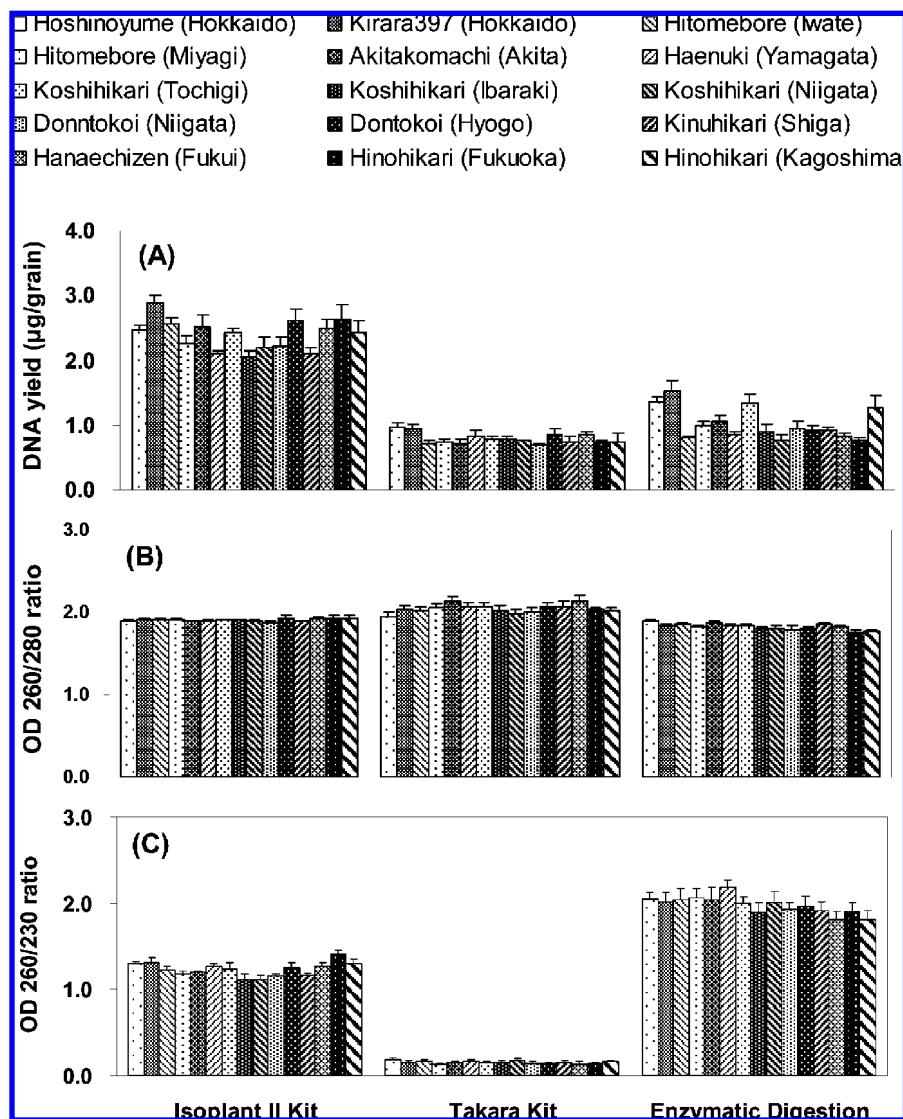 Hoshinoyume (Hokkaido) Kirara397 (Hokkaido) Hitomebore (Iwate)
Hitomebore (Miyagi) Akitakomachi (Akita) Haenuki (Yamagata)
Koshihikari (Tochigi) Koshihikari (Ibaraki) Koshihikari (Niigata)
Donntokoi (Niigata) Dontokoi (Hyogo) Kinuhikari (Shiga)
Hanaechizen (Fukui) Hinohikari (Fukuoka) Hinohikari (Kagoshima
(A)
DNA yield (µg/grain)
4.0
3.0
2.0
1.0
0.0
(B)
OD 260/280 ratio
3.0
2.0
1.0
0.0
(C)
OD 260/230 ratio
3.0
2.0
1.0
0.0
Isoplant II Kit Takara Kit Enzymatic Digestion